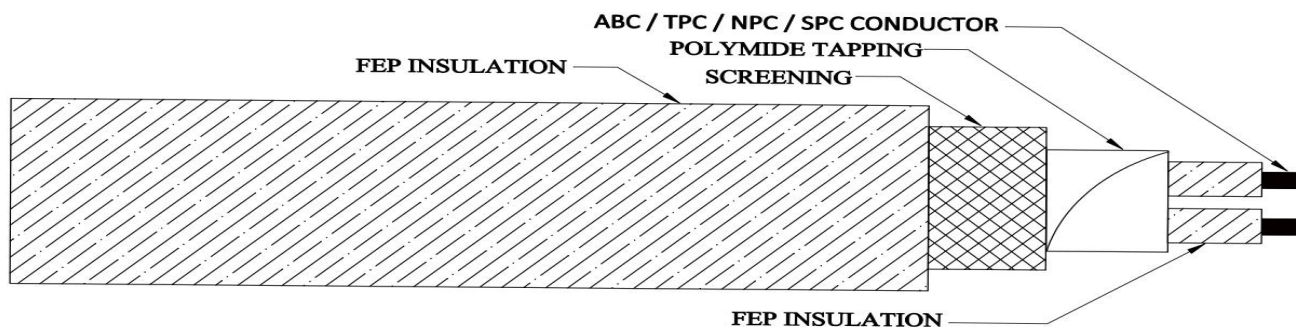 ABC / TPC / NPC / SPC CONDUCTOR
POLYMIDE TAPPING
FEP INSULATION
SCREENING
FEP INSULATION